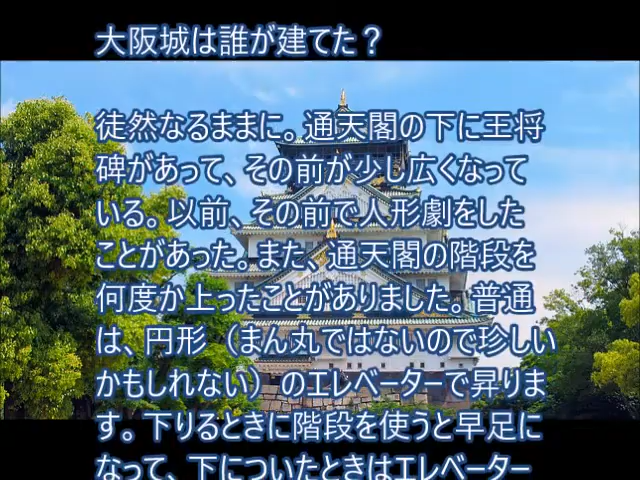 大阪城は誰が建てた？
徒然なるままに。通天閣の下に王将
碑があって、その前が少し広くなって
いる。以前、その前で人形劇をした
ことがあった。また、通天閣の階段を
何度か上ったことがありました。普通
は、円形（まん丸ではないので珍しい
かもしれない）のエレベーターで昇りま
す。下りるときに階段を使うと早足に
なって、下についたときはエレベーター